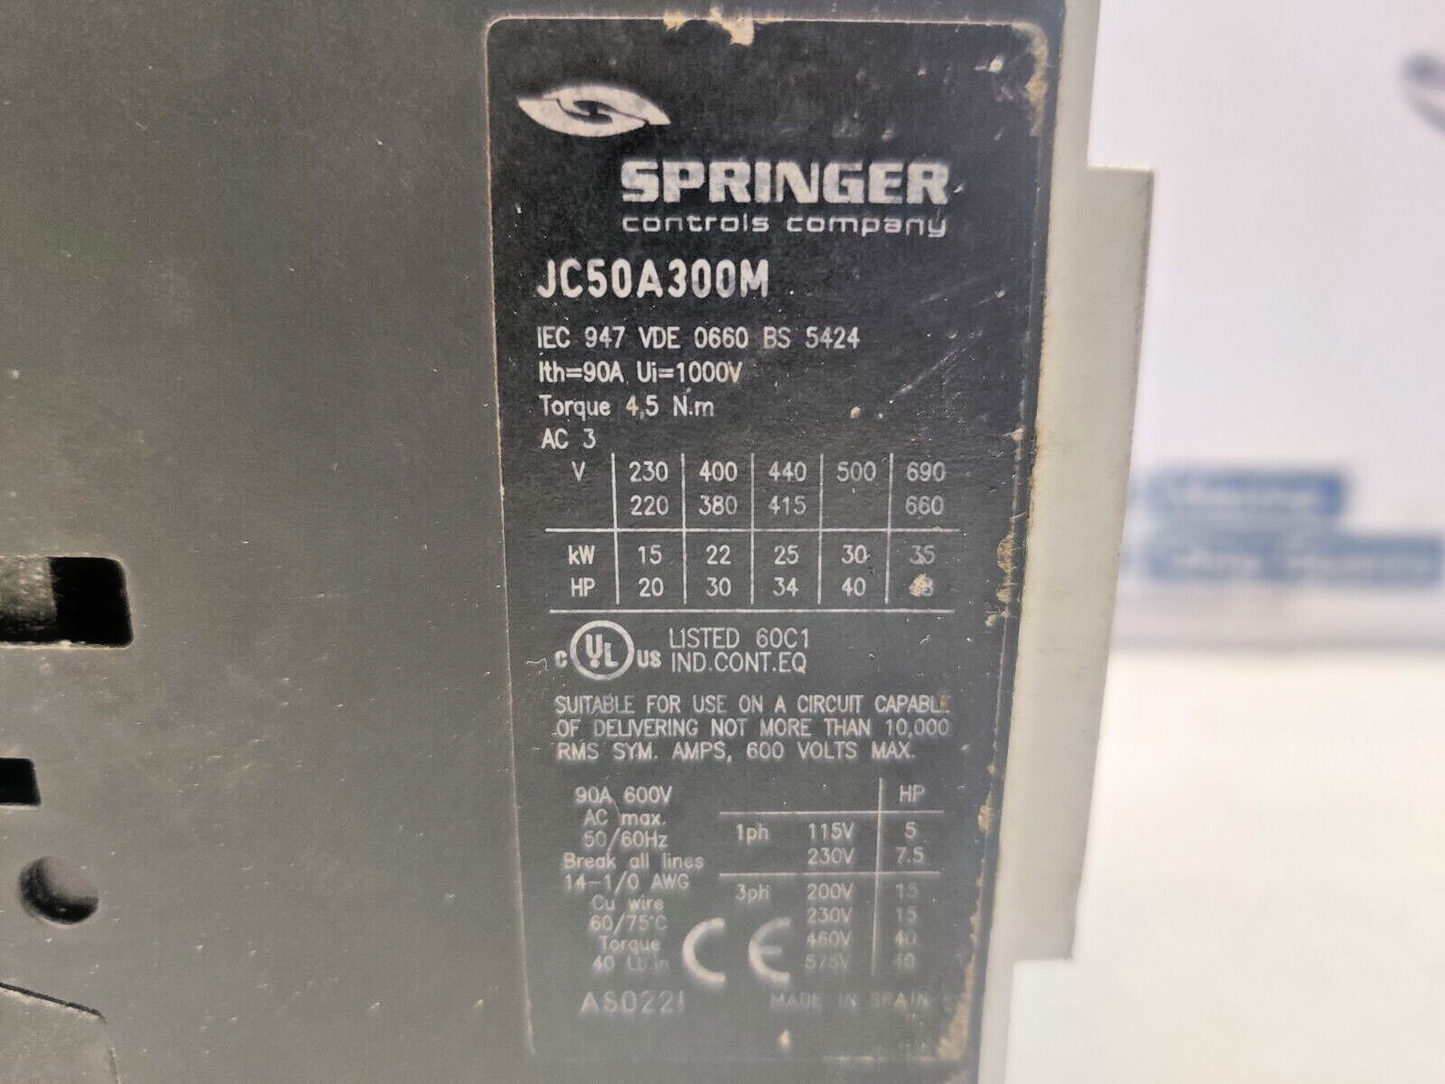 SPRINGER
controls company
JC50A300M
IEC 947 VDE 0660 BS 5424
Ith=90A Ui=1000V
Torque 4,5 N.m
AC 3
V 230 400 440 500 690
220 380 415 660
kW 15 22 25 30 35
HP 20 30 34 40
c UL US LISTED 60C1
IND.CONT.EQ
SUITABLE FOR USE ON A CIRCUIT CAPABLE
OF DELIVERING NOT MORE THAN 10,000
RMS SYM. AMPS, 600 VOLTS MAX.
90A 600V
AC max.
50/60Hz
Break all lines
14-1/0 AWG
Cu wire
60/75°C
Torque
40 Lb.in
HP
1ph 115V 5
230V 7.5
3ph 200V 15
230V 15
460V 40
575V 40
CE
AS022I
MADE IN SPAIN